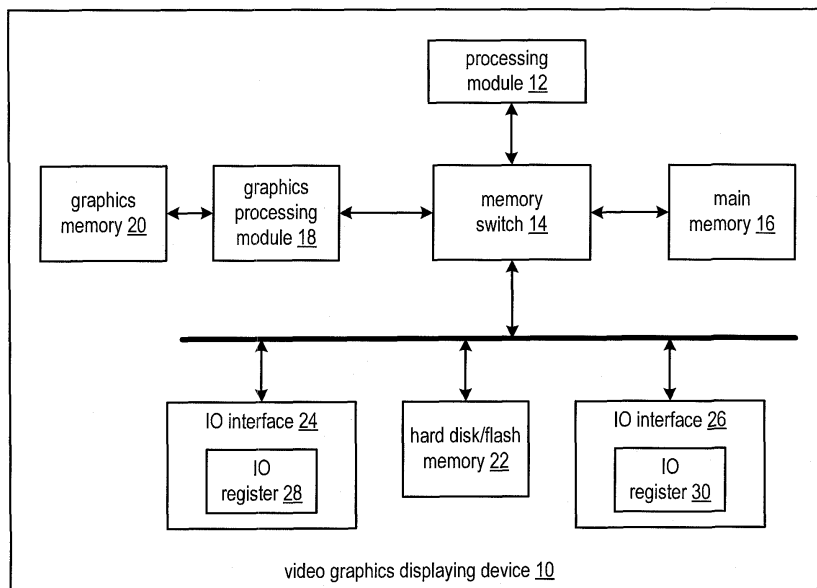 processing
module 12
graphics
memory 20
graphics
processing
module 18
memory
switch 14
main
memory 16
IO interface 24
IO
register 28
hard disk/flash
memory 22
IO interface 26
IO
register 30
video graphics displaying device 10